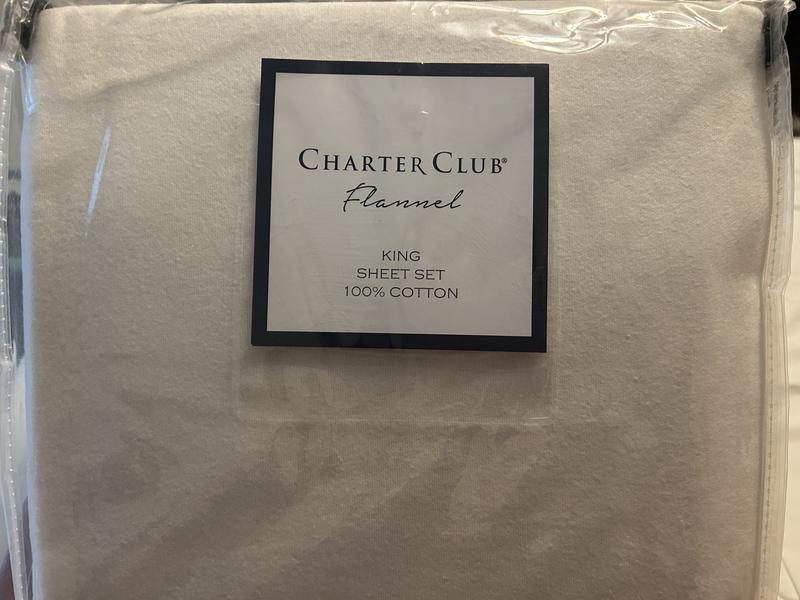 CHARTER CLUB®
Flannel
KING
SHEET SET
100% COTTON